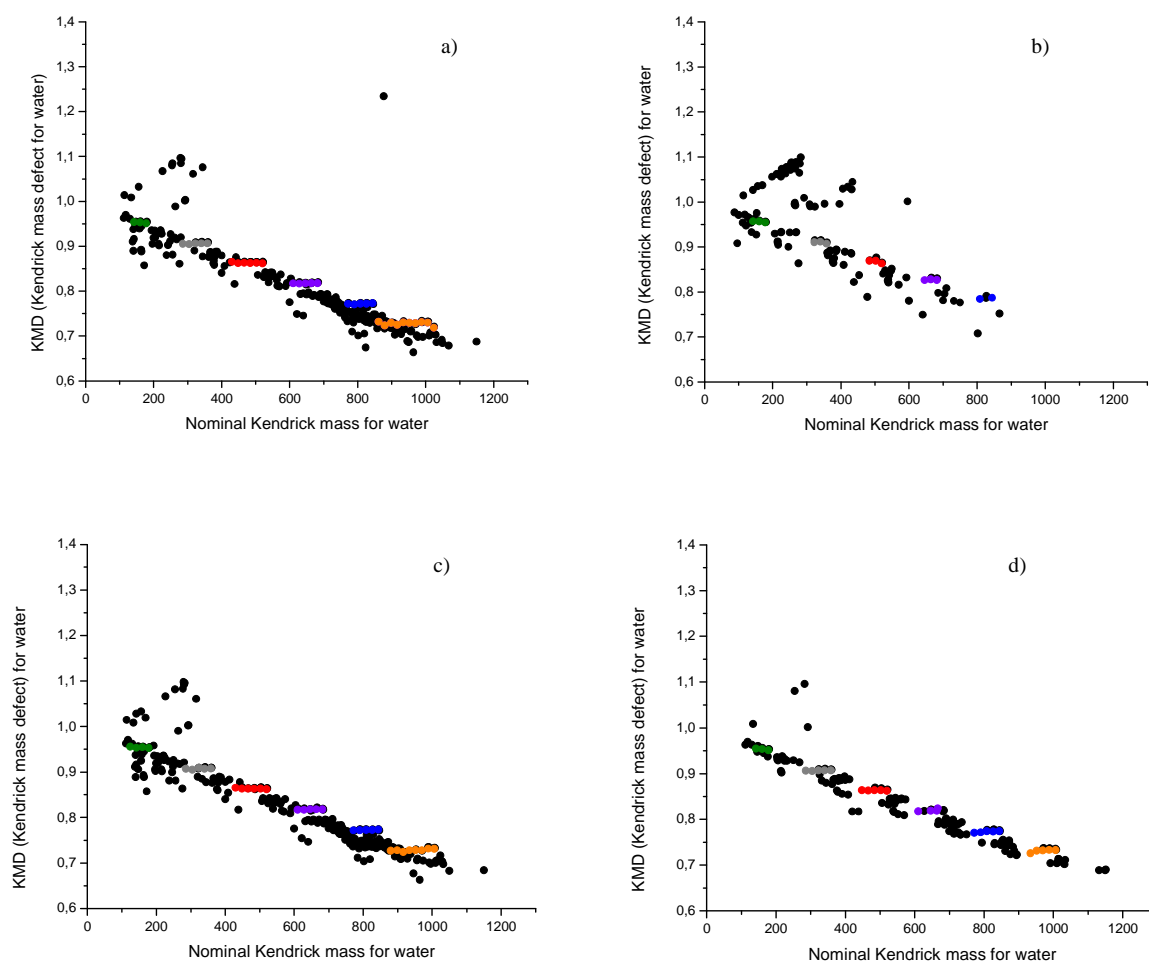 1,4
a)
1,3
1,2
1,1
1,0
0,9
0,8
0,7
0,6
0 200 400 600 800 1000 1200
Nominal Kendrick mass for water
KMD (Kendrick mass defect for water)
1,4
b)
1,3
1,2
1,1
1,0
0,9
0,8
0,7
0,6
0 200 400 600 800 1000 1200
Nominal Kendrick mass for water
KMD (Kendrick mass defect) for water
1,4
c)
1,3
1,2
1,1
1,0
0,9
0,8
0,7
0,6
0 200 400 600 800 1000 1200
Nominal Kendrick mass for water
KMD (Kendrick mass defect) for water
1,4
d)
1,3
1,2
1,1
1,0
0,9
0,8
0,7
0,6
0 200 400 600 800 1000 1200
Nominal Kendrick mass for water
KMD (Kendrick mass defect) for water